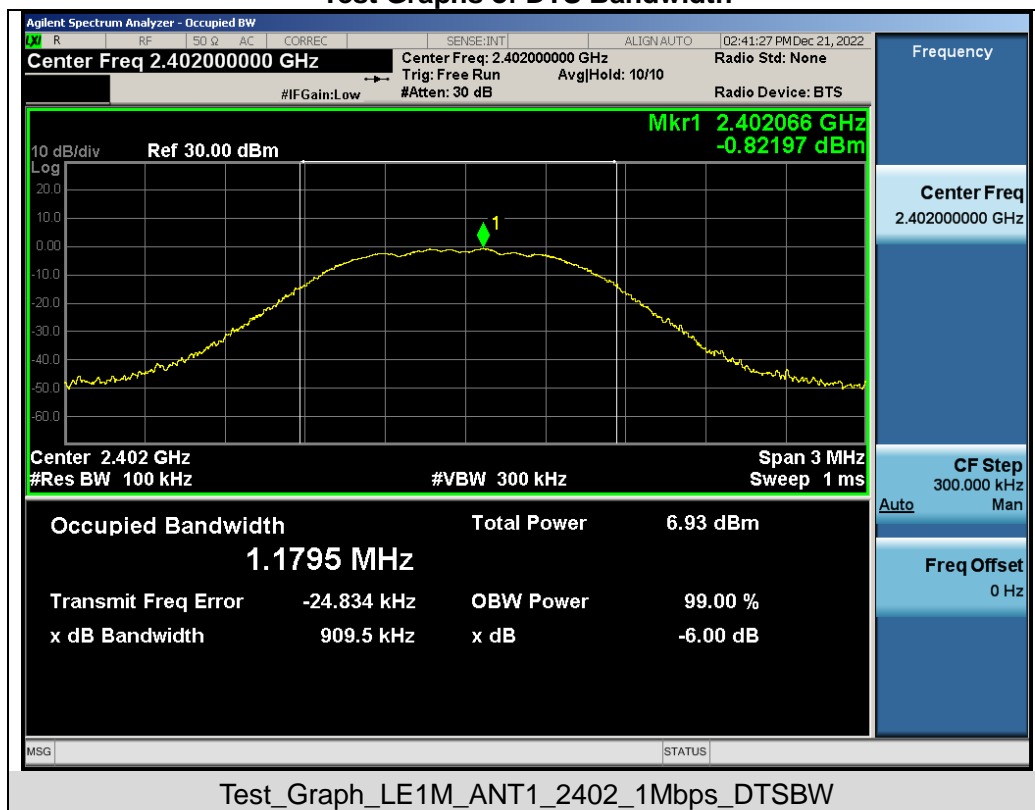 Test Graphs of DTS Bandwidth
Agilent Spectrum Analyzer - Occupied BW
LXI R RF 50 Ω AC CORREC SENSE:INT ALIGN AUTO 02:41:27 PM Dec 21, 2022
Center Freq 2.402000000 GHz
Center Freq: 2.402000000 GHz
Radio Std: None
Trig: Free Run Avg|Hold: 10/10
#IFGain:Low
#Atten: 30 dB
Radio Device: BTS
Mkr1 2.402066 GHz
-0.82197 dBm
10 dB/div Ref 30.00 dBm
Log
20.0
10.0
0.00
-10.0
-20.0
-30.0
-40.0
-50.0
-60.0
1
Center 2.402 GHz Span 3 MHz
#Res BW 100 kHz #VBW 300 kHz Sweep 1 ms
Occupied Bandwidth Total Power 6.93 dBm
1.1795 MHz
Transmit Freq Error -24.834 kHz OBW Power 99.00 %
x dB Bandwidth 909.5 kHz x dB -6.00 dB
MSG STATUS
Frequency
Center Freq
2.402000000 GHz
CF Step
300.000 kHz
Auto Man
Freq Offset
0 Hz
Test_Graph_LE1M_ANT1_2402_1Mbps_DTSBW